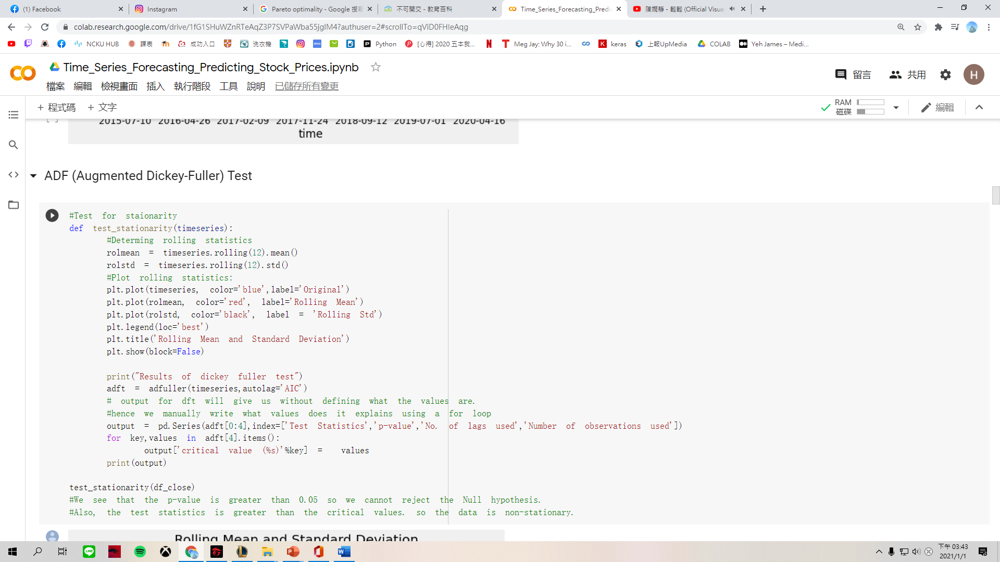 (1) Facebook
Instagram
Pareto optimality - Google 搜尋
不可開交 - 教育百科
Time_Series_Forecasting_Predi
陳嫺靜 - 輕輕 (Official Visua
colab.research.google.com/drive/1fG1SHuWZnRTeAqZ3P7SVPaWba55jgIM4?authuser=2#scrollTo=qViD0FHIeAqg
NCKU HUB
課表
成功入口
洗衣機
Python
[心得] 2020 五本我...
Meg Jay: Why 30 i...
keras
上報UpMedia
COLAB
Yeh James – Medi...
Time_Series_Forecasting_Predicting_Stock_Prices.ipynb
留言
共用
H
檔案 編輯 檢視畫面 插入 執行階段 工具 說明 已儲存所有變更
+ 程式碼 + 文字
RAM
磁碟
編輯
[ ]
2015-07-10 2016-04-26 2017-02-09 2017-11-24 2018-09-12 2019-07-01 2020-04-16
time
ADF (Augmented Dickey-Fuller) Test
#Test for staionarity
def test_stationarity(timeseries):
#Determing rolling statistics
rolmean = timeseries.rolling(12).mean()
rolstd = timeseries.rolling(12).std()
#Plot rolling statistics:
plt.plot(timeseries, color='blue',label='Original')
plt.plot(rolmean, color='red', label='Rolling Mean')
plt.plot(rolstd, color='black', label = 'Rolling Std')
plt.legend(loc='best')
plt.title('Rolling Mean and Standard Deviation')
plt.show(block=False)
print("Results of dickey fuller test")
adft = adfuller(timeseries,autolag='AIC')
# output for dft will give us without defining what the values are.
#hence we manually write what values does it explains using a for loop
output = pd.Series(adft[0:4],index=['Test Statistics','p-value','No. of lags used','Number of observations used'])
for key,values in adft[4].items():
output['critical value (%s)'%key] = values
print(output)
test_stationarity(df_close)
#We see that the p-value is greater than 0.05 so we cannot reject the Null hypothesis.
#Also, the test statistics is greater than the critical values. so the data is non-stationary.
Rolling Mean and Standard Deviation
下午 03:43
2021/1/1